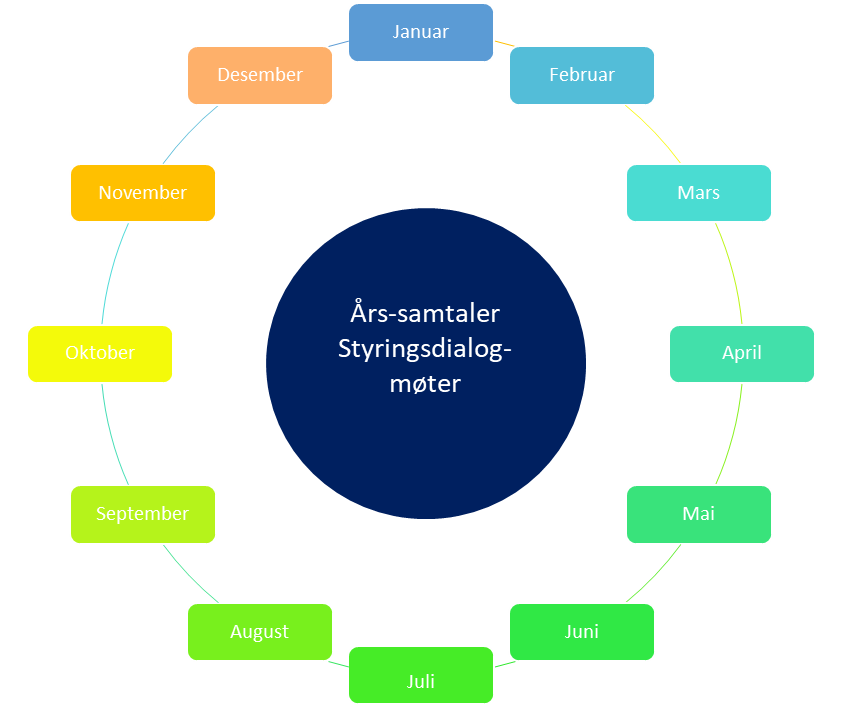 Januar
Februar
Mars
April
Mai
Juni
Juli
August
September
Oktober
November
Desember
Års-samtaler
Styringsdialog-
møter